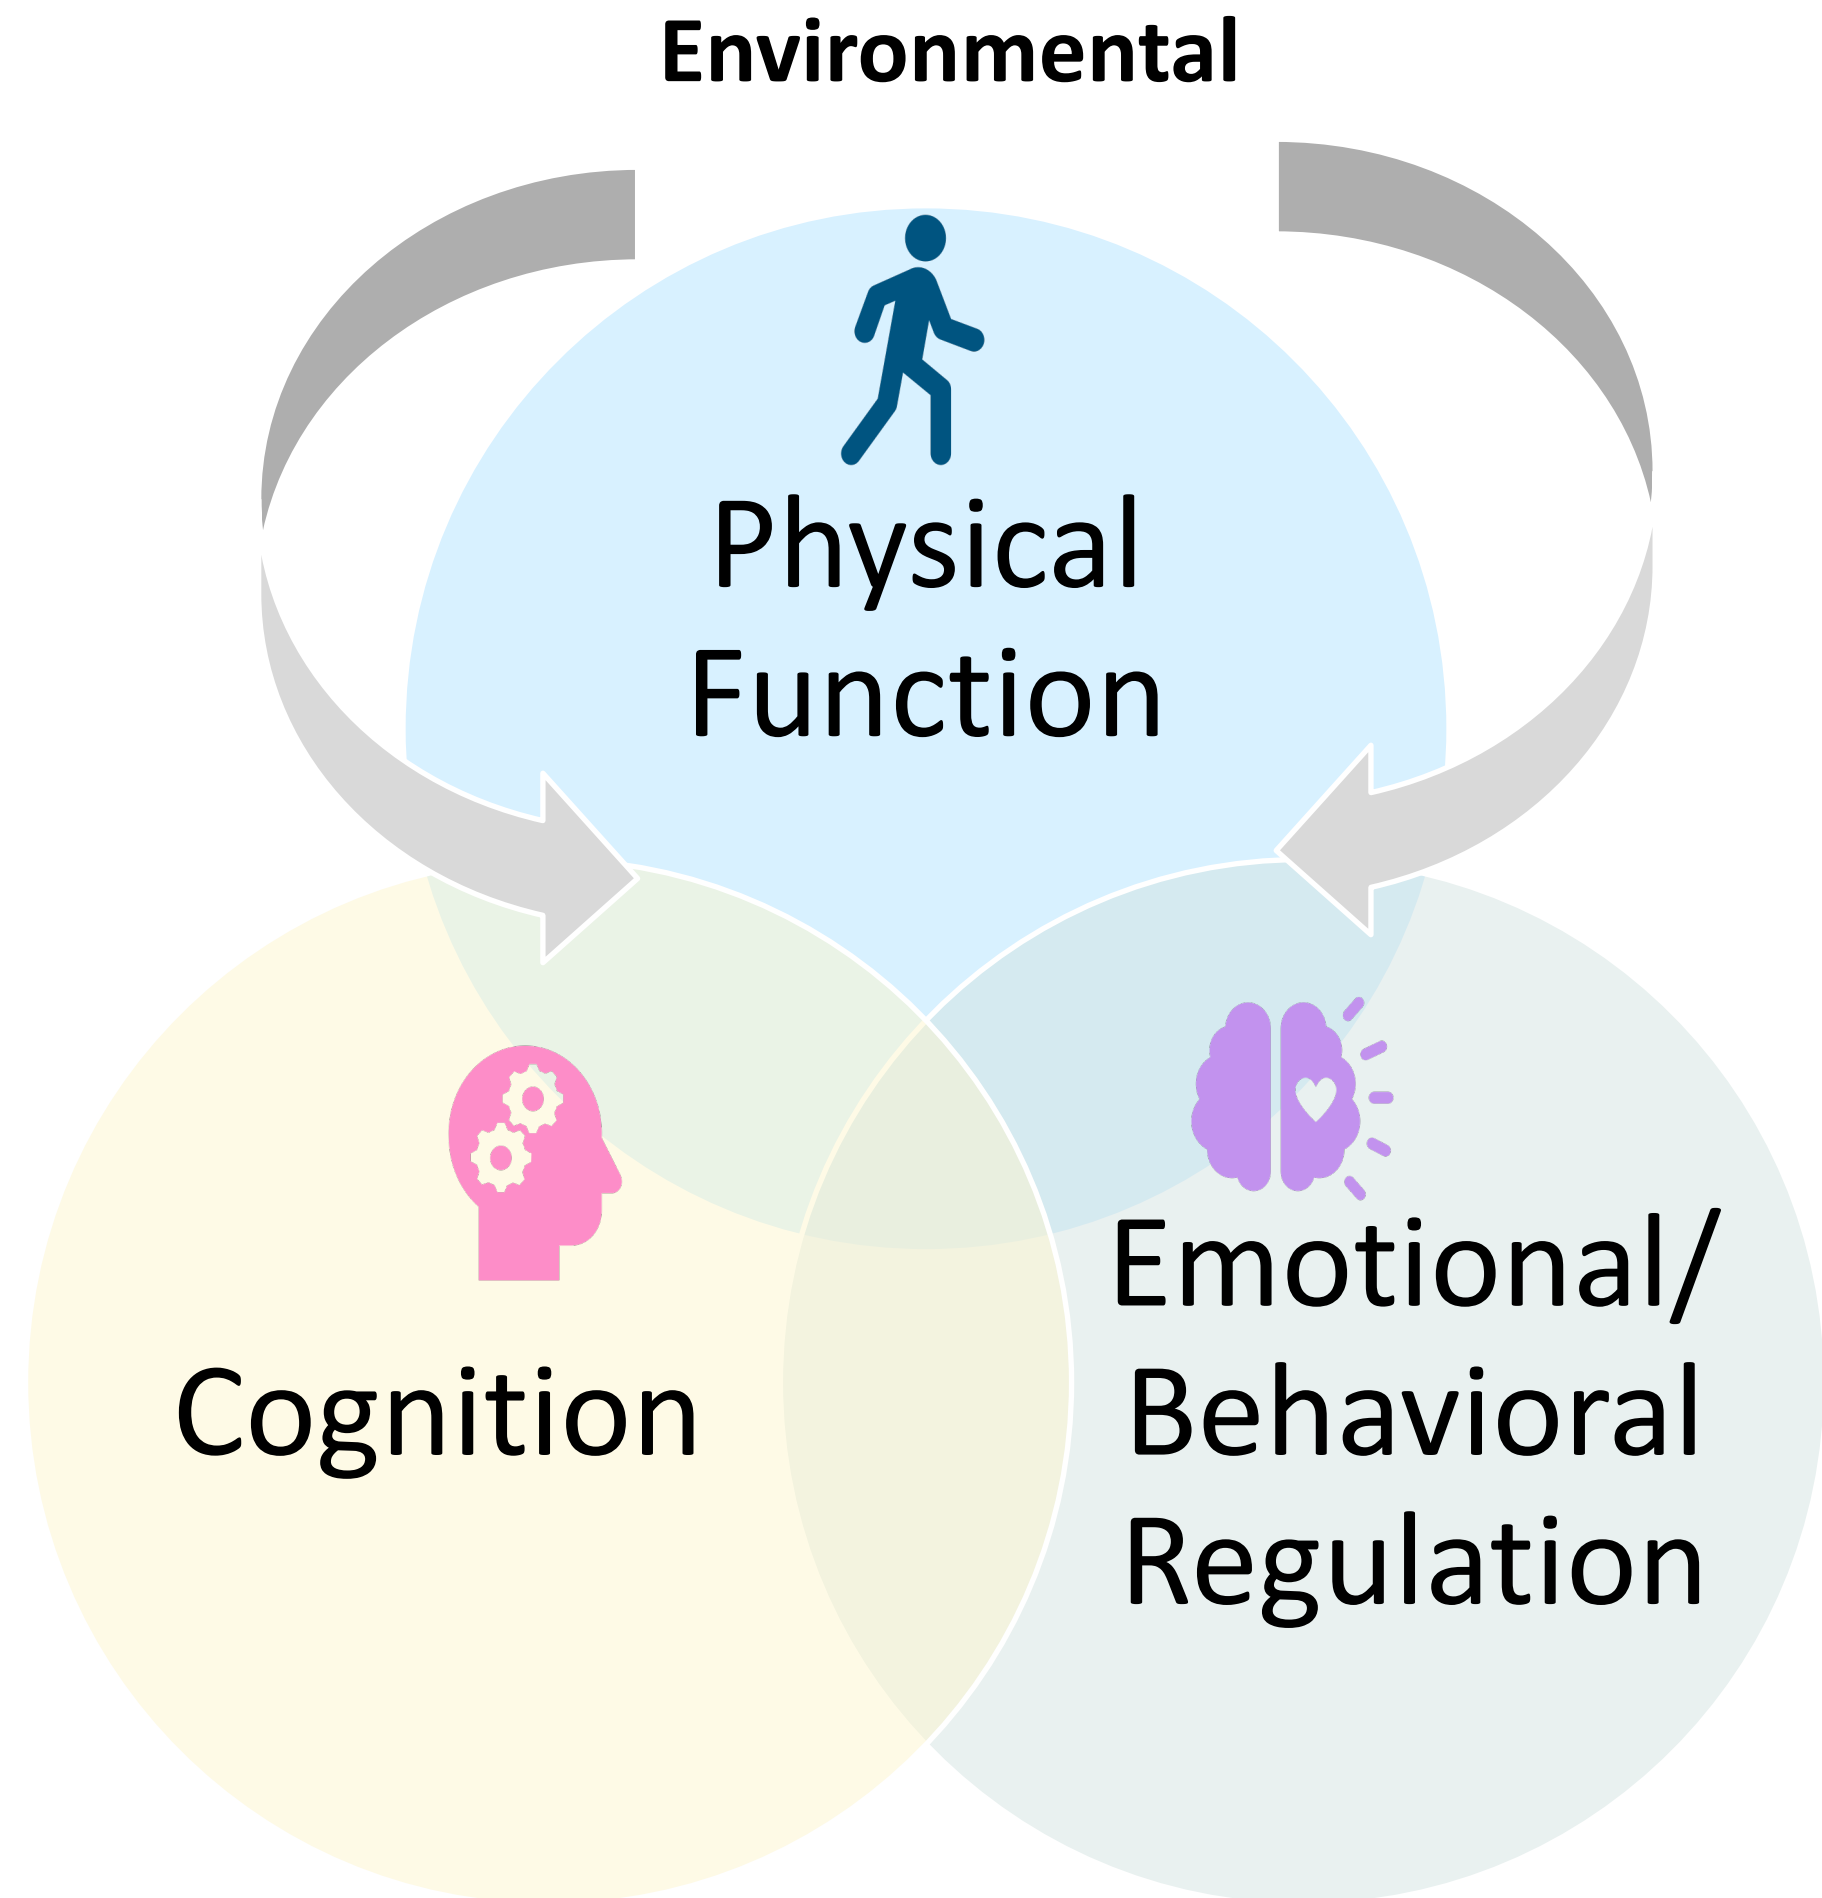 Environmental
Physical
Function
Cognition
Emotional/
Behavioral
Regulation